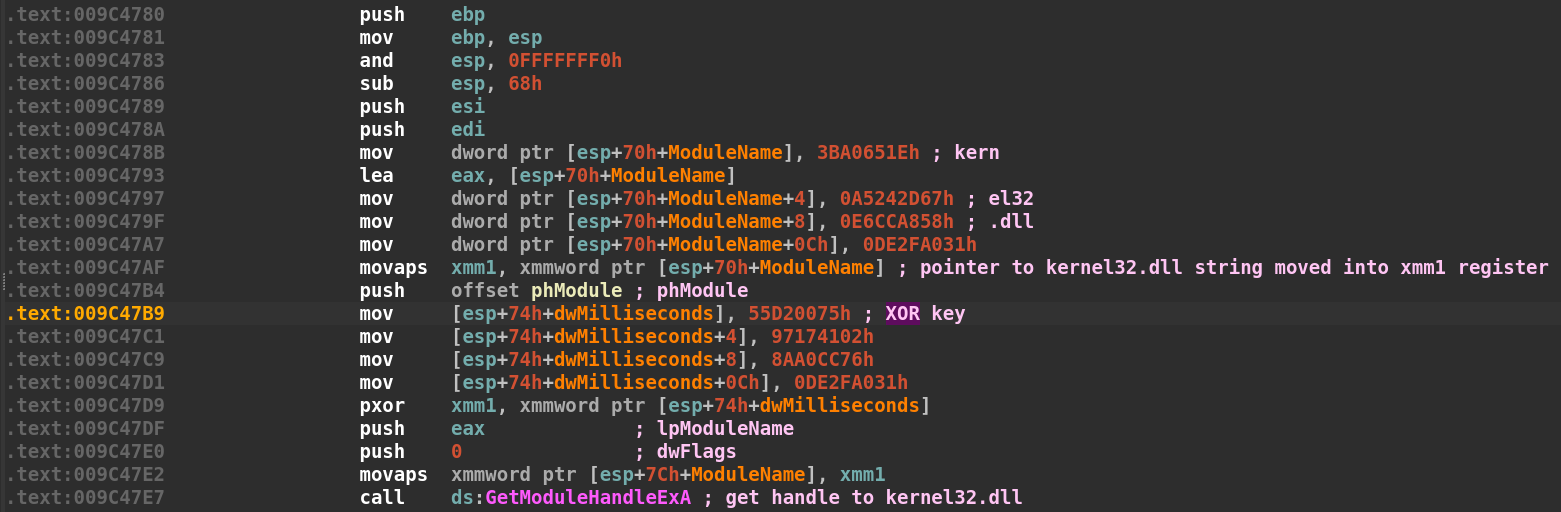 .text:009C4780 push ebp
.text:009C4781 mov ebp, esp
.text:009C4783 and esp, 0FFFFFFF0h
.text:009C4786 sub esp, 68h
.text:009C4789 push esi
.text:009C478A push edi
.text:009C478B mov dword ptr [esp+70h+ModuleName], 3BA0651Eh ; kern
.text:009C4793 lea eax, [esp+70h+ModuleName]
.text:009C4797 mov dword ptr [esp+70h+ModuleName+4], 0A5242D67h ; el32
.text:009C479F mov dword ptr [esp+70h+ModuleName+8], 0E6CCA858h ; .dll
.text:009C47A7 mov dword ptr [esp+70h+ModuleName+0Ch], 0DE2FA031h
.text:009C47AF movaps xmm1, xmmword ptr [esp+70h+ModuleName] ; pointer to kernel32.dll string moved into xmm1 register
.text:009C47B4 push offset phModule ; phModule
.text:009C47B9 mov [esp+74h+dwMilliseconds], 55D20075h ; XOR key
.text:009C47C1 mov [esp+74h+dwMilliseconds+4], 97174102h
.text:009C47C9 mov [esp+74h+dwMilliseconds+8], 8AA0CC76h
.text:009C47D1 mov [esp+74h+dwMilliseconds+0Ch], 0DE2FA031h
.text:009C47D9 pxor xmm1, xmmword ptr [esp+74h+dwMilliseconds]
.text:009C47DF push eax ; lpModuleName
.text:009C47E0 push 0 ; dwFlags
.text:009C47E2 movaps xmmword ptr [esp+7Ch+ModuleName], xmm1
.text:009C47E7 call ds:GetModuleHandleExA ; get handle to kernel32.dll